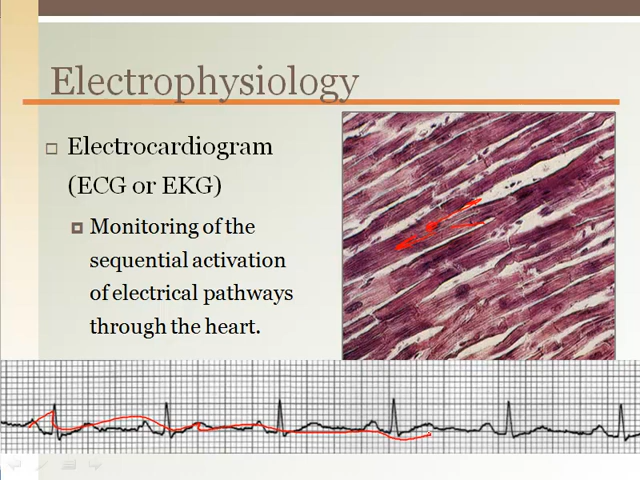 Electrophysiology
Electrocardiogram
(ECG or EKG)
Monitoring of the
sequential activation
of electrical pathways
through the heart.